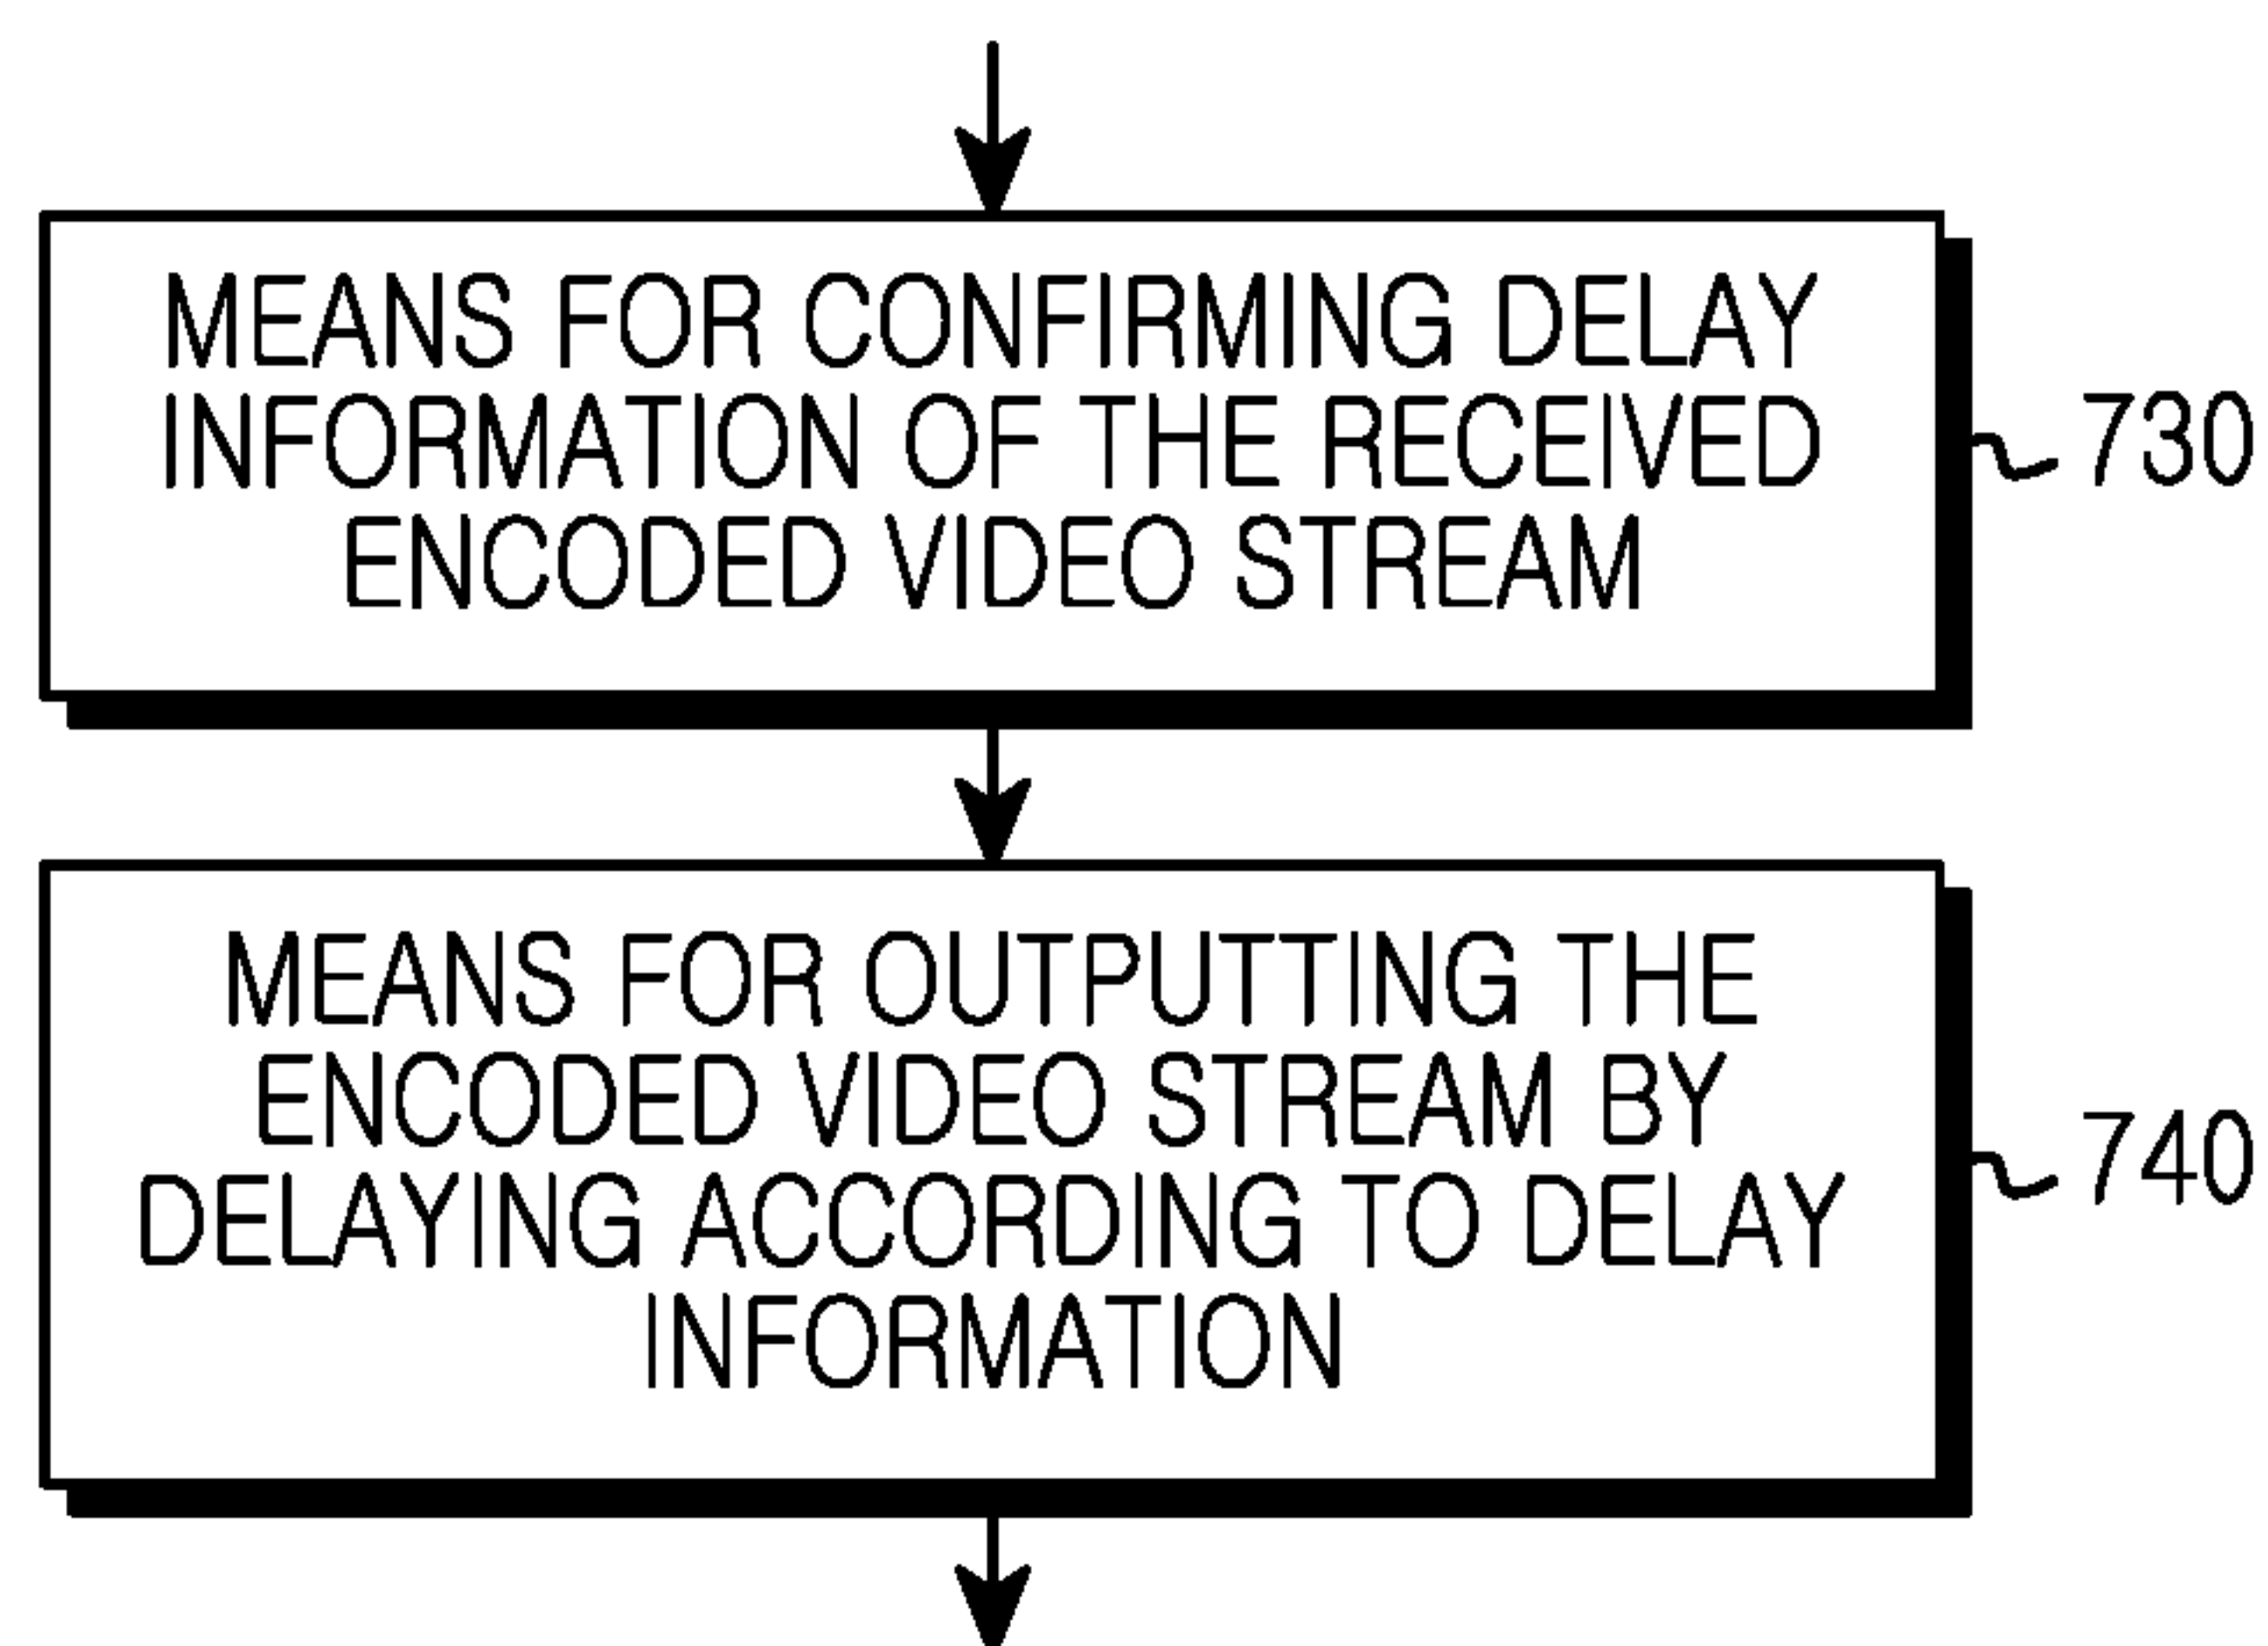 MEANS FOR CONFIRMING DELAY
INFORMATION OF THE RECEIVED
ENCODED VIDEO STREAM
730
MEANS FOR OUTPUTTING THE
ENCODED VIDEO STREAM BY
DELAYING ACCORDING TO DELAY
INFORMATION
740